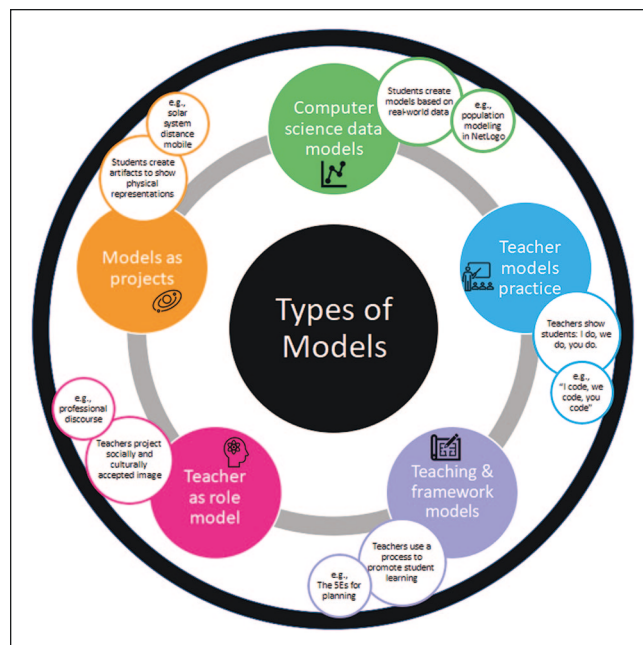 Computer
science data
models
Students create
models based on
real-world data
e.g.,
population
modeling
in NetLogo
Teacher
models
practice
Teachers show
students: I do, we
do, you do.
e.g.,
"I code, we
code, you
code"
Teaching &
framework
models
Teachers use a
process to
promote student
learning
e.g.,
The 5Es for
planning
Teacher
as role
model
Teachers project
socially and
culturally
accepted image
e.g.,
professional
discourse
Models as
projects
Students create
artifacts to show
physical
representations
e.g.,
solar
system
distance
mobile
Types of
Models